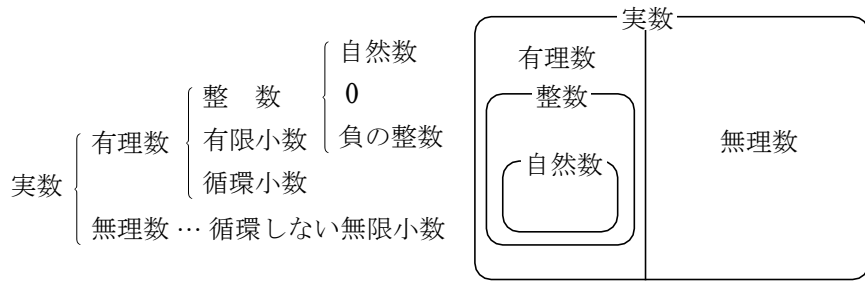 実数
有理数
整　数
自然数
0
負の整数
有限小数
循環小数
無理数 … 循環しない無限小数
実数
有理数
整数
自然数
無理数